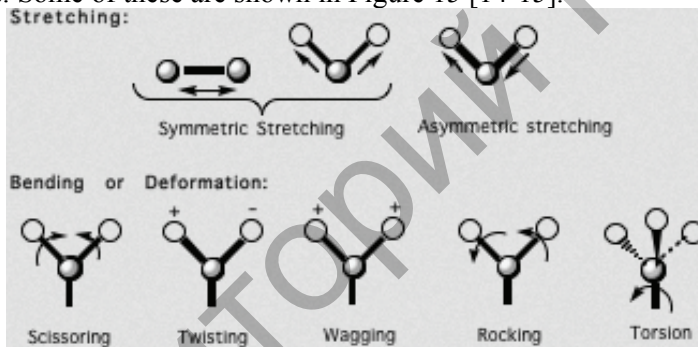 . Some of these are shown in Figure 13 [14-15].
Stretching:
Symmetric Stretching
Asymmetric stretching
Bending or Deformation:
+ - + +
Scissoring Twisting Wagging Rocking Torsion
торий